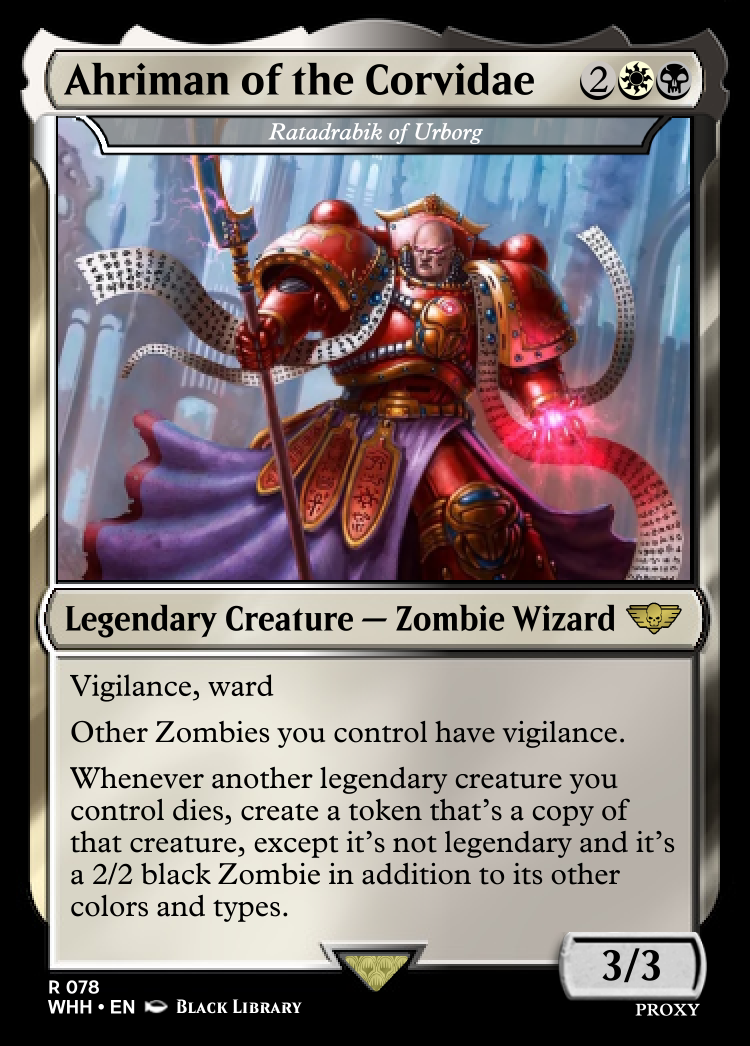 Ahriman of the Corvidae 2
Ratadrabik of Urborg
Legendary Creature — Zombie Wizard
Vigilance, ward
Other Zombies you control have vigilance.
Whenever another legendary creature you
control dies, create a token that's a copy of
that creature, except it's not legendary and it's
a 2/2 black Zombie in addition to its other
colors and types.
3/3
R 078
WHH • EN BLACK LIBRARY
PROXY